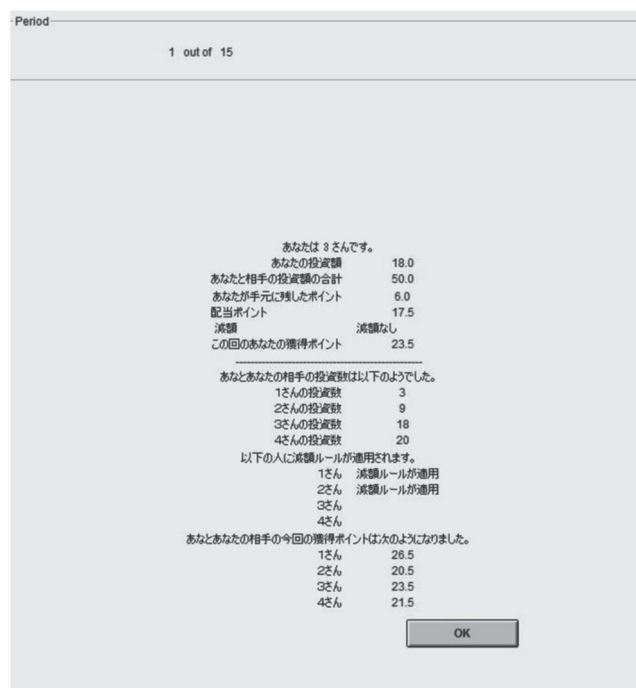 Period
1 out of 15
あなたは 3 さんです。
あなたの投資額 18.0
あなたと相手の投資額の合計 50.0
あなたが手元に残したポイント 6.0
配当ポイント 17.5
減額 減額なし
この回のあなたの獲得ポイント 23.5
あなとあなたの相手の投資数は以下のようでした。
1さんの投資数 3
2さんの投資数 9
3さんの投資数 18
4さんの投資数 20
以下の人に減額ルールが適用されます。
1さん 減額ルールが適用
2さん 減額ルールが適用
3さん
4さん
あなとあなたの相手の今回の獲得ポイントは次のようになりました。
1さん 26.5
2さん 20.5
3さん 23.5
4さん 21.5
OK